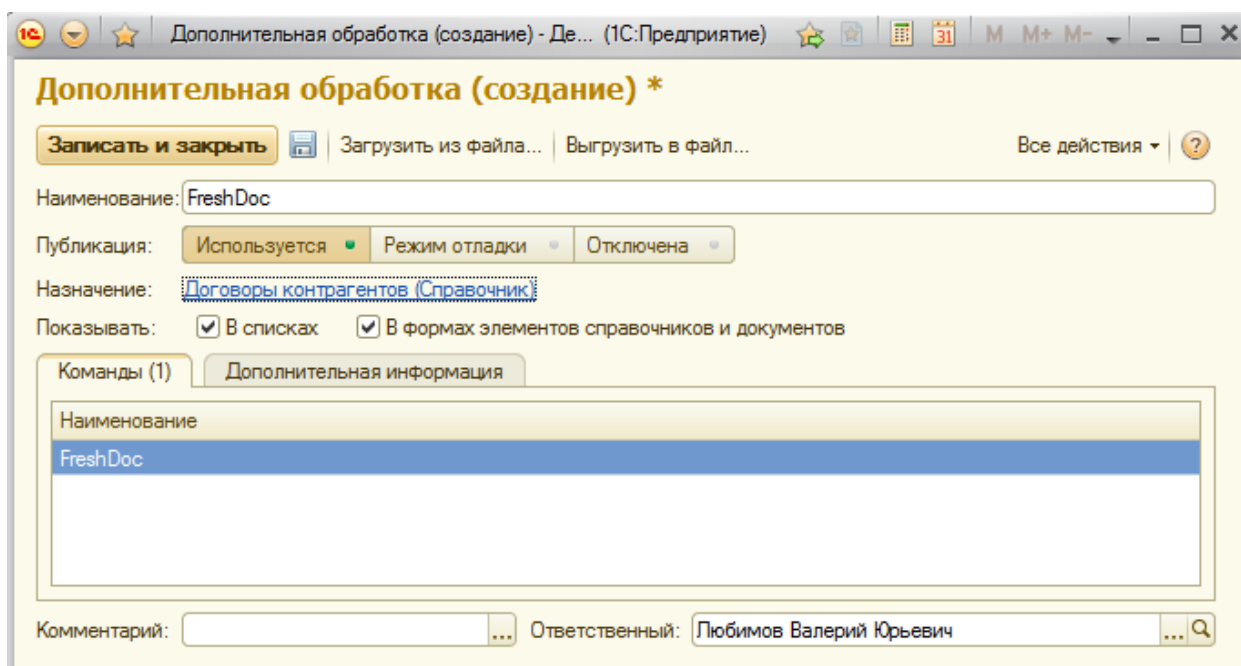 1С Дополнительная обработка (создание) - Де... (1С:Предприятие) 31 M M+ M-
Дополнительная обработка (создание) *
Записать и закрыть Загрузить из файла... Выгрузить в файл... Все действия ?
Наименование: FreshDoc
Публикация: Используется Режим отладки Отключена
Назначение: Договоры контрагентов (Справочник)
Показывать: В списках В формах элементов справочников и документов
Команды (1) Дополнительная информация
Наименование
FreshDoc
Комментарий: ... Ответственный: Любимов Валерий Юрьевич ...